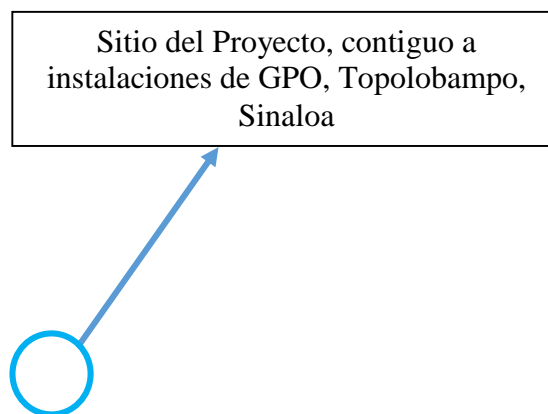 Sitio del Proyecto, contiguo a
instalaciones de GPO, Topolobampo,
Sinaloa